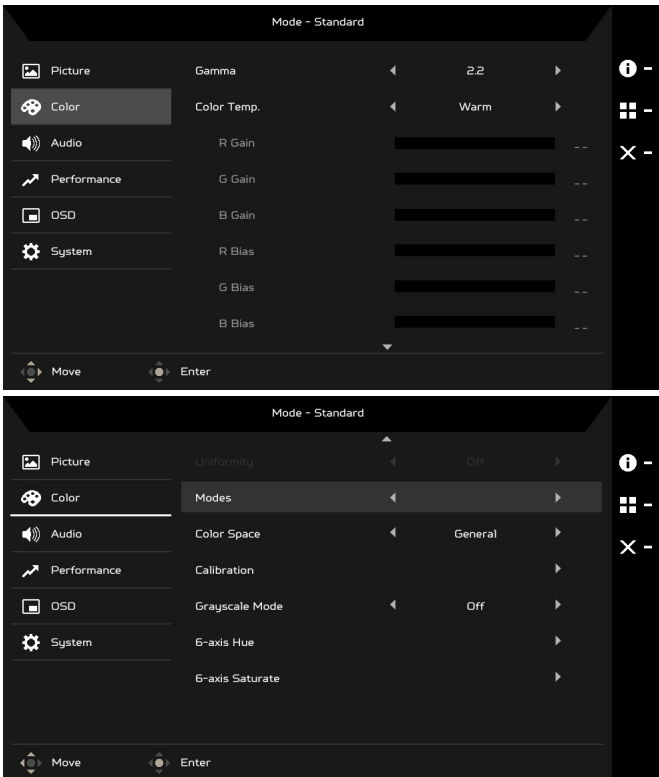 Mode - Standard
Picture Gamma 2.2
Color Color Temp. Warm
Audio R Gain --
Performance G Gain --
OSD B Gain --
System R Bias --
G Bias --
B Bias --
Move Enter
Mode - Standard
Picture Uniformity Off
Color Modes
Audio Color Space General
Performance Calibration
OSD Grayscale Mode Off
System 6-axis Hue
6-axis Saturate
Move Enter